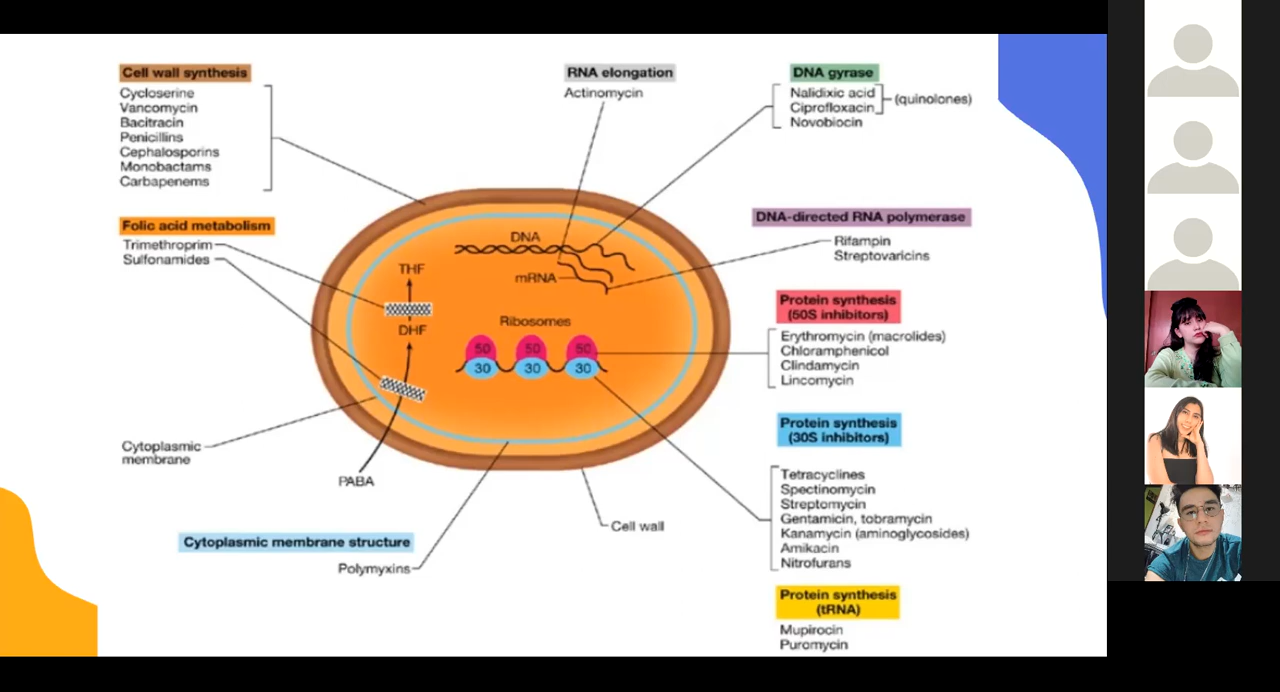 Cell wall synthesis
Cycloserine
Vancomycin
Bacitracin
Penicillins
Cephalosporins
Monobactams
Carbapenems
RNA elongation
Actinomycin
DNA gyrase
Nalidixic acid
Ciprofloxacin
(quinolones)
Novobiocin
Folic acid metabolism
Trimethroprim
Sulfonamides
DNA-directed RNA polymerase
Rifampin
Streptovaricins
DNA
mRNA
THF
DHF
Ribosomes
50 50 50
30 30 30
Protein synthesis
(50S inhibitors)
Erythromycin (macrolides)
Chloramphenicol
Clindamycin
Lincomycin
Protein synthesis
(30S inhibitors)
Tetracyclines
Spectinomycin
Streptomycin
Gentamicin, tobramycin
Kanamycin (aminoglycosides)
Amikacin
Nitrofurans
Cytoplasmic
membrane
PABA
Cell wall
Cytoplasmic membrane structure
Polymyxins
Protein synthesis
(tRNA)
Mupirocin
Puromycin